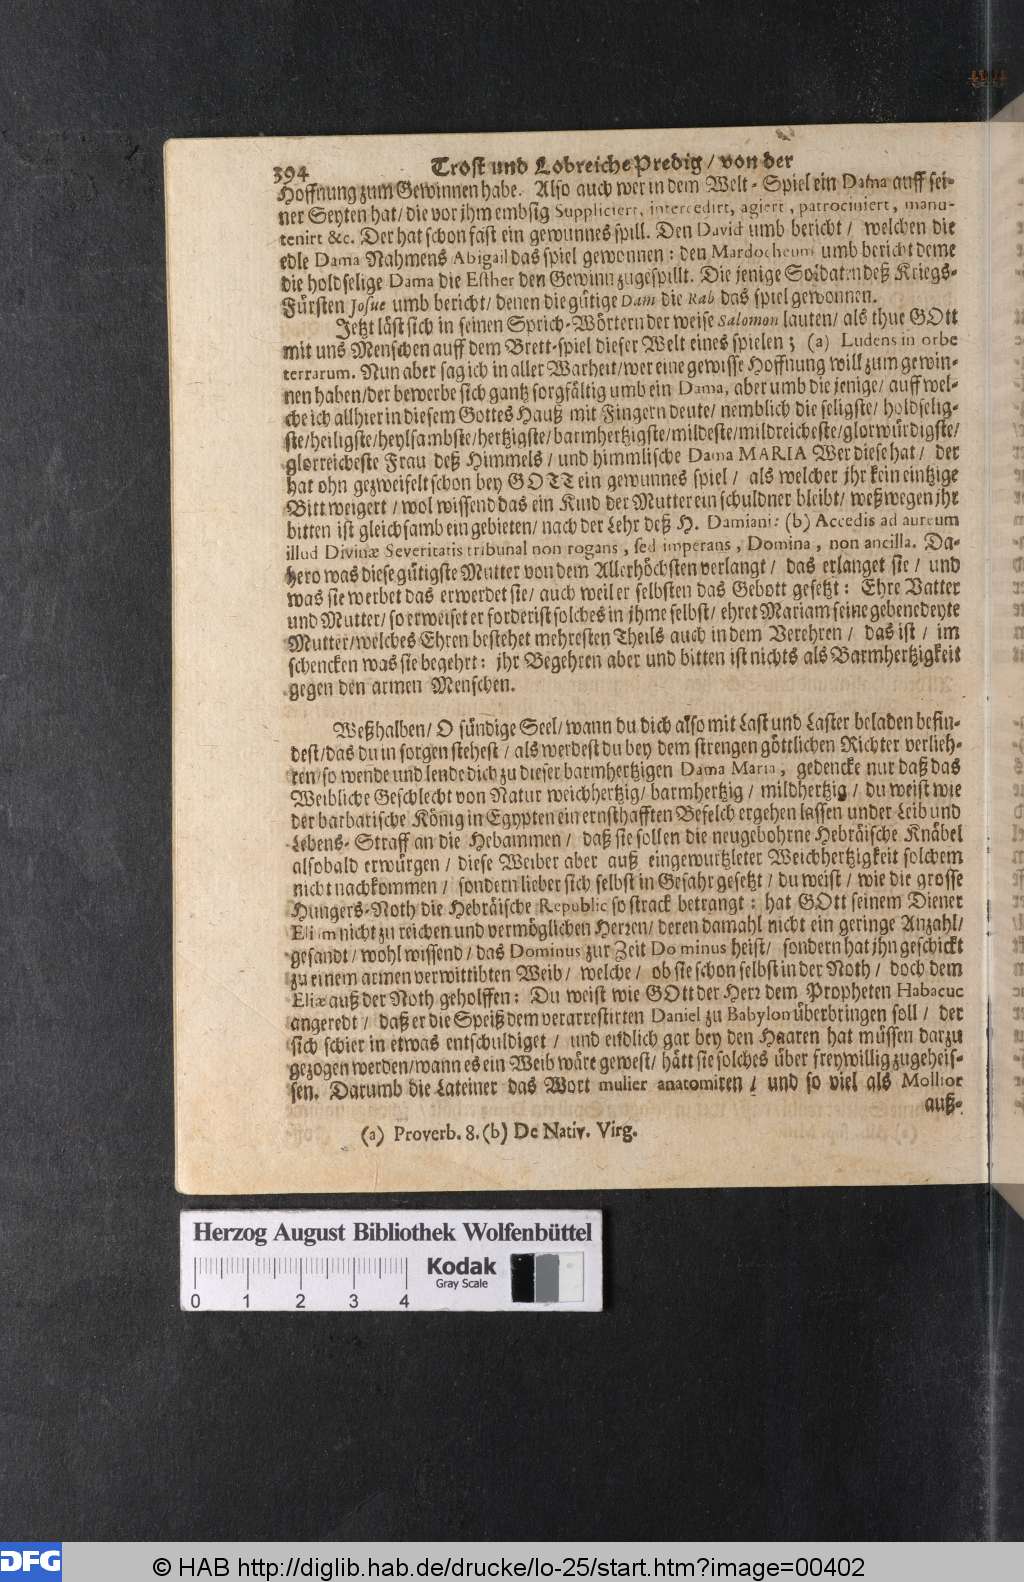 394 Trost und Lobreiche Predig / von der
Hoffnung zum Gewinnen habe. Also auch wer in dem Welt-Spiel ein Dama auff sei-
ner Seyten hat / die vor jhm embsig Suppliciert, intercedirt, agiert, patrociniert, manu-
tenirt &c. Der hat schon fast ein gewunnes spill. Den David umb bericht / welchen die
edle Dama Nahmens Abigail das spiel gewonnen: den Mardocheum umb bericht deme
die holdselige Dama die Esther den Gewinn zugespillt. Die jenige Soldaten deß Kriegs-
Fürsten Josue umb bericht / denen die gütige Dam die Rab das spiel gewonnen.
Jetzt läst sich in seinen Sprich-Wörtern der weise Salomon lauten / als thue GOtt
mit uns Menschen auff dem Brett-spiel dieser Welt eines spielen; (a) Ludens in orbe
terrarum. Nun aber sag ich in aller Warheit / wer eine gewisse Hoffnung will zum gewin-
nen haben / der bewerbe sich gantz sorgfältig umb ein Dama, aber umb die jenige / auff wel-
che ich allhier in diesem Gottes Hauß mit Fingern deute / nemblich die seligste / holdselig-
ste / heiligste / heylsambste / hertzigste / barmhertzigste / mildeste / mildreicheste / glorwürdigste /
glorreicheste Frau deß Himmels / und himmlische Dama MARIA Wer diese hat / der
hat ohn gezweifelt schon bey GOTT ein gewunnes spiel / als welcher jhr kein eintzige
Bitt weigert / wol wissend das ein Kind der Mutter ein schuldner bleibt / weßwegen jhr
bitten ist gleichsamb ein gebieten / nach der Lehr deß H. Damiani: (b) Accedis ad aureum
illud Divinæ Severitatis tribunal non rogans, sed imperans, Domina, non ancilla. Da-
hero was diese gütigste Mutter von dem Allerhöchsten verlangt / das erlanget sie / und
was sie werbet das erwerdet sie / auch weil er selbsten das Gebott gesetzt: Ehre Vatter
und Mutter / so erweiset er forderist solches in jhme selbst / ehret Mariam seine gebenedeyte
Mutter / welches Ehren bestehet mehresten Theils auch in dem Verehren / das ist / im
schencken was sie begehrt: jhr Begehren aber und bitten ist nichts als Barmhertzigkeit
gegen den armen Menschen.
Weßhalben / O sündige Seel / wann du dich also mit Last und Laster beladen befin-
dest / das du in sorgen stehest / als werdest du bey dem strengen göttlichen Richter verlieh-
ren / so wende und lende dich zu dieser barmhertzigen Dama Maria, gedencke nur daß das
Weibliche Geschlecht von Natur weichhertzig / barmhertzig / mildhertzig / du weist wie
der barbarische König in Egypten ein ernsthafften Befelch ergehen lassen under Leib und
Lebens-Straff an die Hebammen / daß sie sollen die neugebohrne Hebräische Knäbel
alsobald erwürgen / diese Weiber aber auß eingewurtzleter Weichhertzigkeit solchem
nicht nachkommen / sondern lieber sich selbst in Gefahr gesetzt / du weist / wie die grosse
Hungers-Noth die Hebräische Republic so strack betrangt: hat GOtt seinem Diener
Eliam nicht zu reichen und vermöglichen Herren / deren damahl nicht ein geringe Anzahl /
gesandt / wohl wissend / das Dominus zur Zeit Do minus heist / sondern hat jhn geschickt
zu einem armen verwittibten Weib / welche / ob sie schon selbst in der Noth / doch dem
Eliæ auß der Noth geholffen: Du weist wie GOtt der Herr dem Propheten Habacuc
angeredt / daß er die Speiß dem verarrestirten Daniel zu Babylon überbringen soll / der
sich schier in etwas entschuldiget / und endlich gar bey den Haaren hat müssen darzu
gezogen werden / wann es ein Weib wäre gewest / hätt sie solches über freywillig zugeheis-
sen. Darumb die Lateiner das Wort mulier anatomiren / und so viel als Mollior
auß-
(a) Proverb. 8. (b) De Nativ. Virg.
Herzog August Bibliothek Wolfenbüttel
Kodak
Gray Scale
0 1 2 3 4
DFG © HAB http://diglib.hab.de/drucke/lo-25/start.htm?image=00402